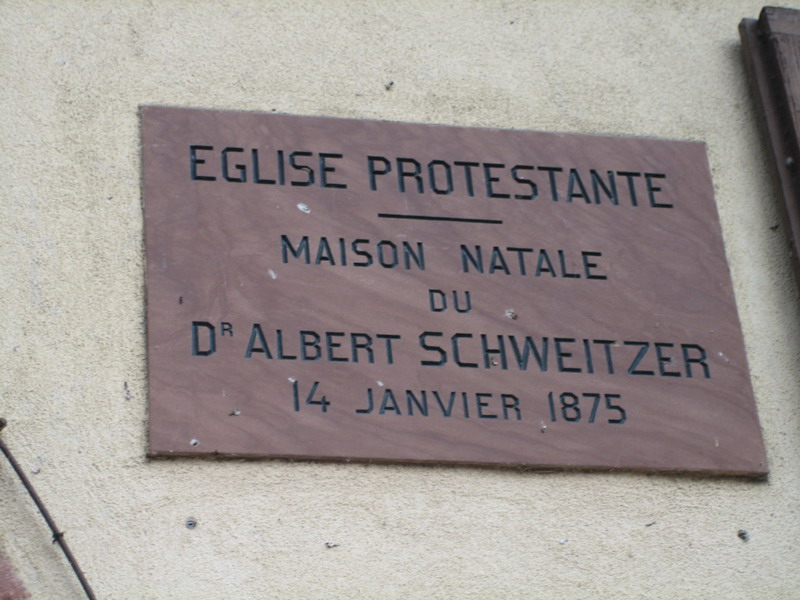 EGLISE PROTESTANTE
MAISON NATALE
DU
DR ALBERT SCHWEITZER
14 JANVIER 1875